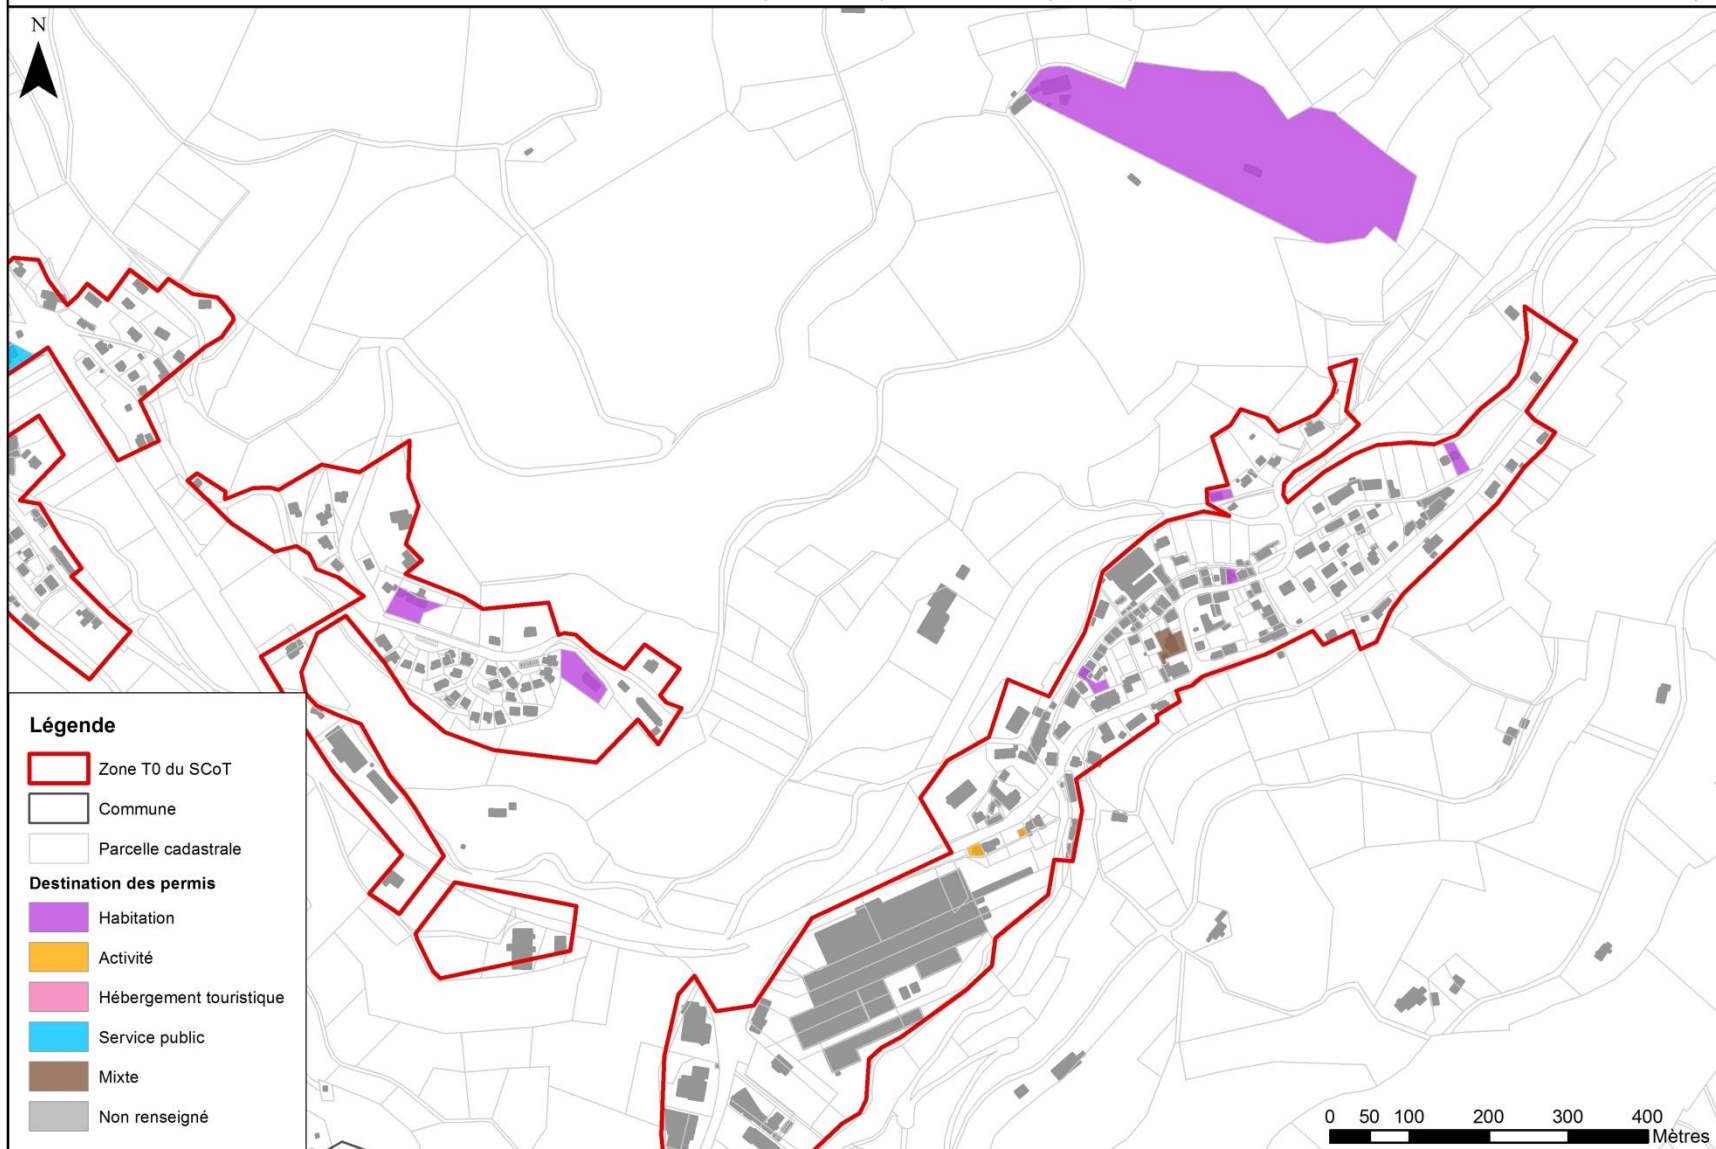 N
Légende
Zone T0 du SCoT
Commune
Parcelle cadastrale
Destination des permis
Habitation
Activité
Hébergement touristique
Service public
Mixte
Non renseigné
0 50 100 200 300 400
Mètres